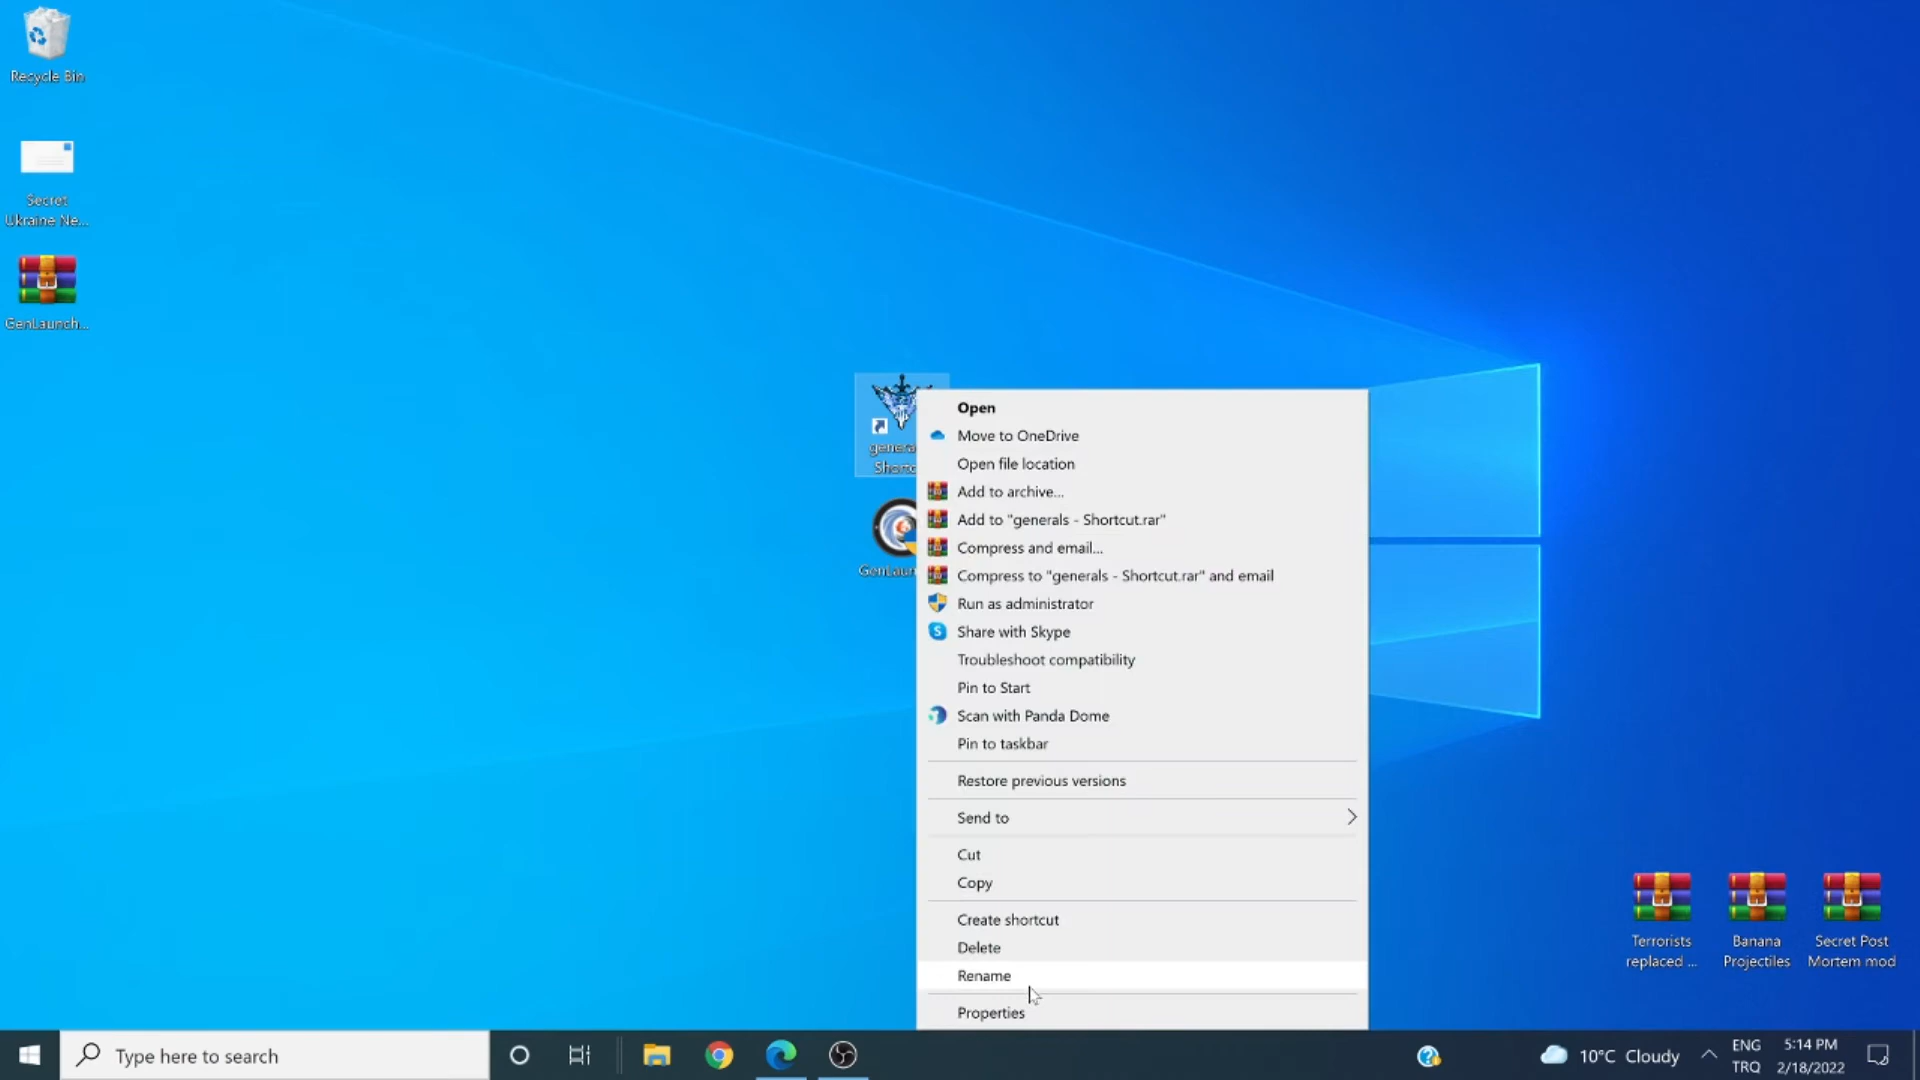 Recycle Bin
Secret
Ukraine Ne...
GenLaunch...
Open
Move to OneDrive
Open file location
Add to archive...
Add to "generals - Shortcut.rar"
Compress and email...
Compress to "generals - Shortcut.rar" and email
Run as administrator
Share with Skype
Troubleshoot compatibility
Pin to Start
Scan with Panda Dome
Pin to taskbar
Restore previous versions
Send to
Cut
Copy
Create shortcut
Delete
Rename
Properties
Terrorists
replaced ...
Banana
Projectiles
Secret Post
Mortem mod
Type here to search
10°C Cloudy
ENG
TRQ
5:14 PM
2/18/2022